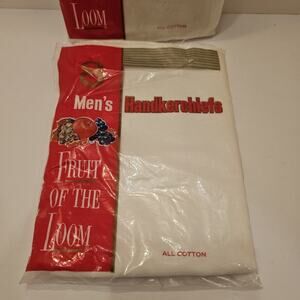 LOOM
ALL COTTON
Men's Handkerchiefs
FRUIT
OF THE
LOOM
ALL COTTON